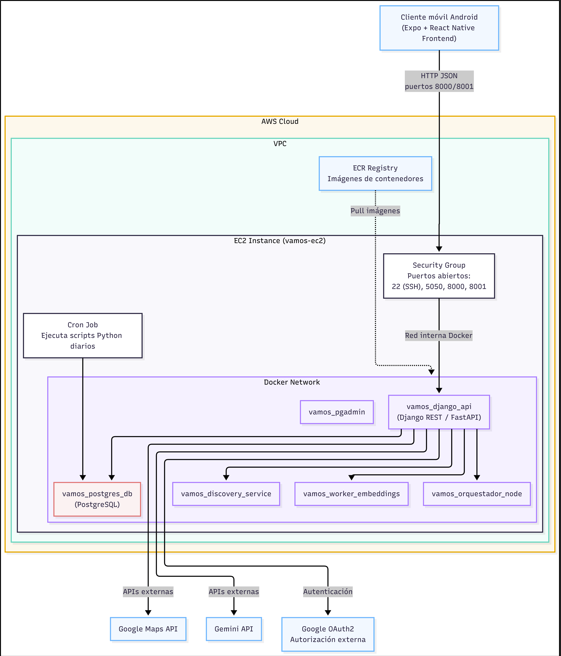 Cliente móvil Android
(Expo + React Native
Frontend)
HTTP JSON
puertos 8000/8001
AWS Cloud
VPC
ECR Registry
Imágenes de contenedores
Pull imágenes
EC2 Instance (vamos-ec2)
Security Group
Puertos abiertos:
22 (SSH), 5050, 8000, 8001
Cron Job
Ejecuta scripts Python
diarios
Red interna Docker
Docker Network
vamos_pgadmin
vamos_django_api
(Django REST / FastAPI)
vamos_postgres_db
(PostgreSQL)
vamos_discovery_service
vamos_worker_embeddings
vamos_orquestador_node
APIs externas
APIs externas
Autenticación
Google Maps API
Gemini API
Google OAuth2
Autorización externa